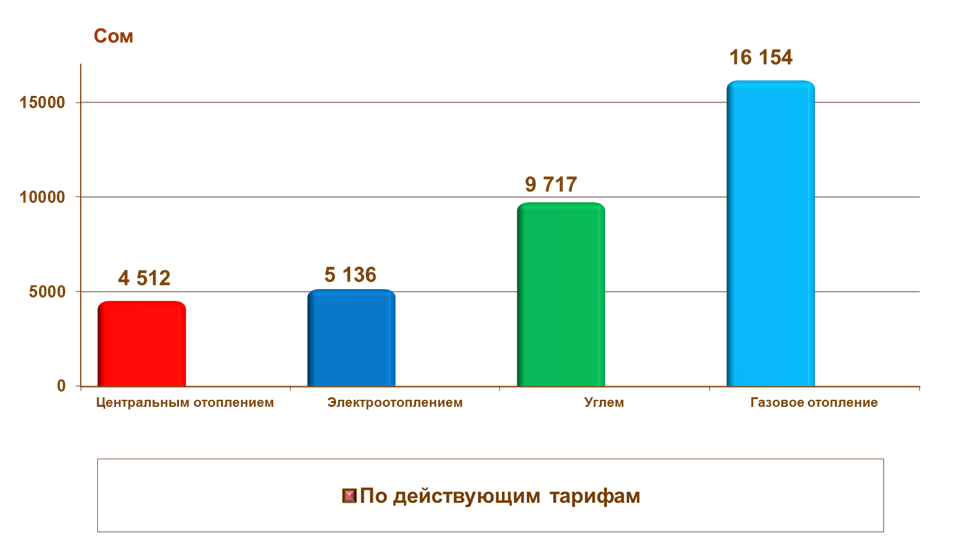 Сом
16 154
15000
9 717
10000
4 512
5 136
5000
0
Центральным отоплением
Электроотоплением
Углем
Газовое отопление
По действующим тарифам